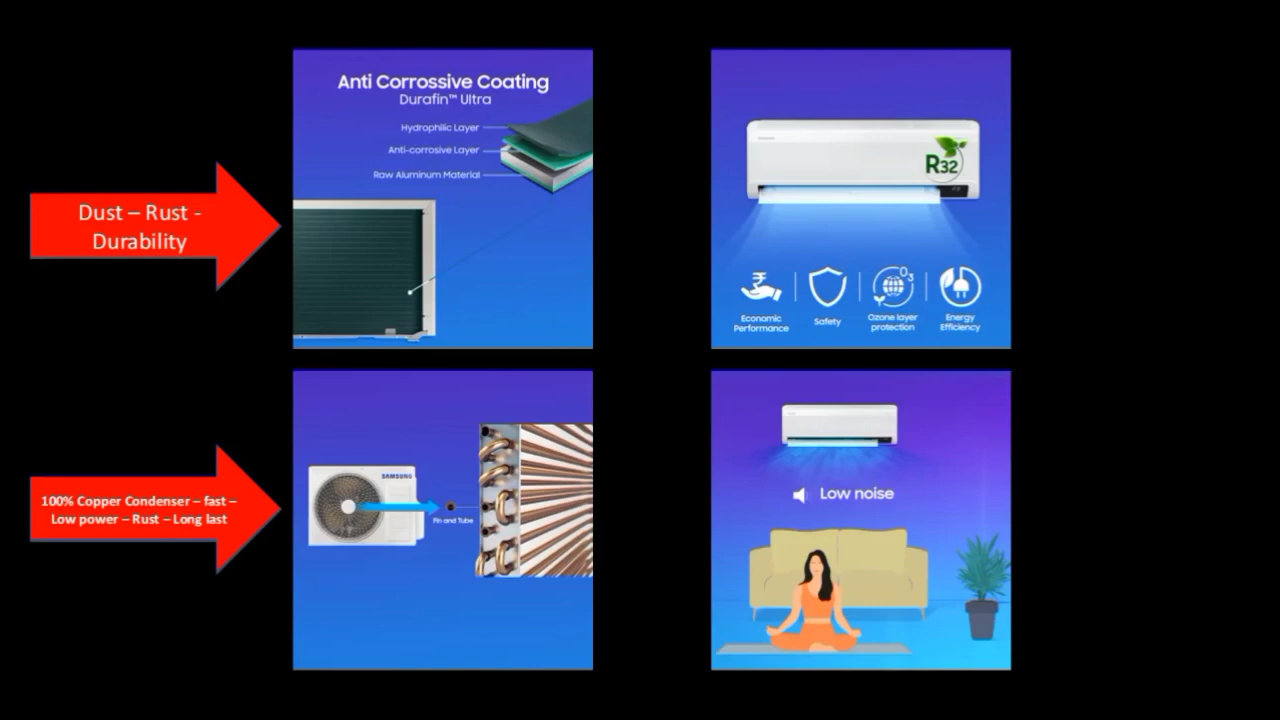 Dust – Rust -
Durability
Anti Corrossive Coating
Durafin™ Ultra
Hydrophilic Layer
Anti-corrosive Layer
Raw Aluminum Material
R32
₹
O3
Economic
Performance
Safety
Ozone layer
protection
Energy
Efficiency
100% Copper Condenser – fast –
Low power – Rust – Long last
SAMSUNG
Fin and Tube
Low noise